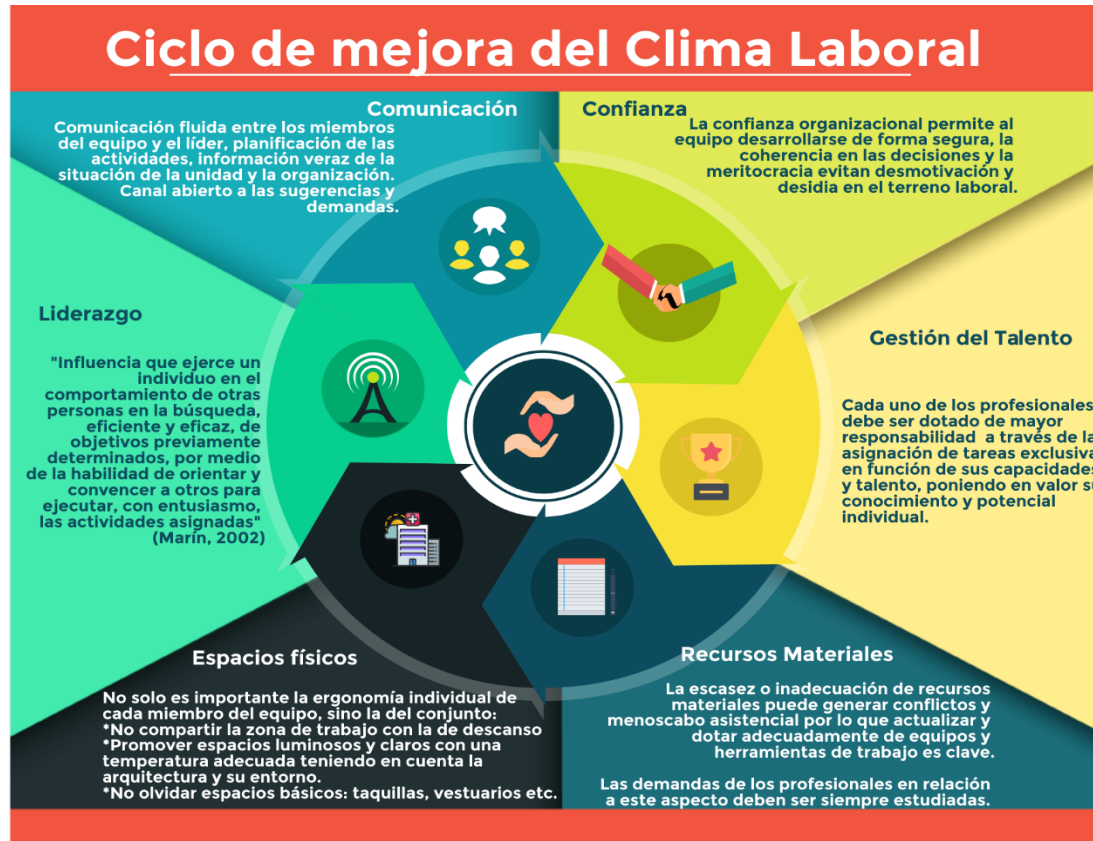 Ciclo de mejora del Clima Laboral
Comunicación
Comunicación fluida entre los miembros
del equipo y el líder, planificación de las
actividades, información veraz de la
situación de la unidad y la organización.
Canal abierto a las sugerencias y
demandas.
Confianza
La confianza organizacional permite al
equipo desarrollarse de forma segura, la
coherencia en las decisiones y la
meritocracia evitan desmotivación y
desidia en el terreno laboral.
Liderazgo
"Influencia que ejerce un
individuo en el
comportamiento de otras
personas en la búsqueda,
eficiente y eficaz, de
objetivos previamente
determinados, por medio
de la habilidad de orientar y
convencer a otros para
ejecutar, con entusiasmo,
las actividades asignadas"
(Marín, 2002)
Gestión del Talento
Cada uno de los profesionales
debe ser dotado de mayor
responsabilidad a través de la
asignación de tareas exclusiva
en función de sus capacidades
y talento, poniendo en valor su
conocimiento y potencial
individual.
Espacios físicos
No solo es importante la ergonomía individual de
cada miembro del equipo, sino la del conjunto:
*No compartir la zona de trabajo con la de descanso
*Promover espacios luminosos y claros con una
temperatura adecuada teniendo en cuenta la
arquitectura y su entorno.
*No olvidar espacios básicos: taquillas, vestuarios etc.
Recursos Materiales
La escasez o inadecuación de recursos
materiales puede generar conflictos y
menoscabo asistencial por lo que actualizar y
dotar adecuadamente de equipos y
herramientas de trabajo es clave.
Las demandas de los profesionales en relación
a este aspecto deben ser siempre estudiadas.